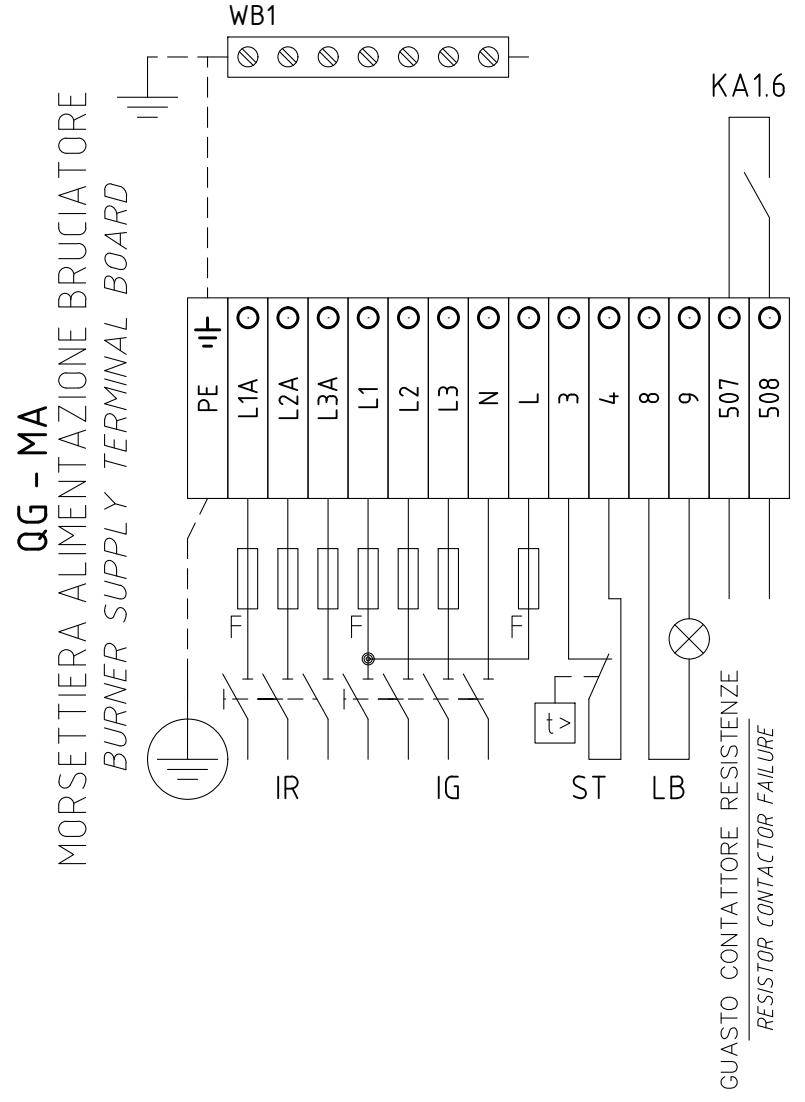 WB1
KA1.6
QG - MA
MORSETTIERA ALIMENTAZIONE BRUCIATORE
BURNER SUPPLY TERMINAL BOARD
PE
L1A
L2A
L3A
L1
L2
L3
N
L
3
4
8
9
507
508
F
F
F
t>
IR
IG
ST
LB
GUASTO CONTATTORE RESISTENZE
RESISTOR CONTACTOR FAILURE